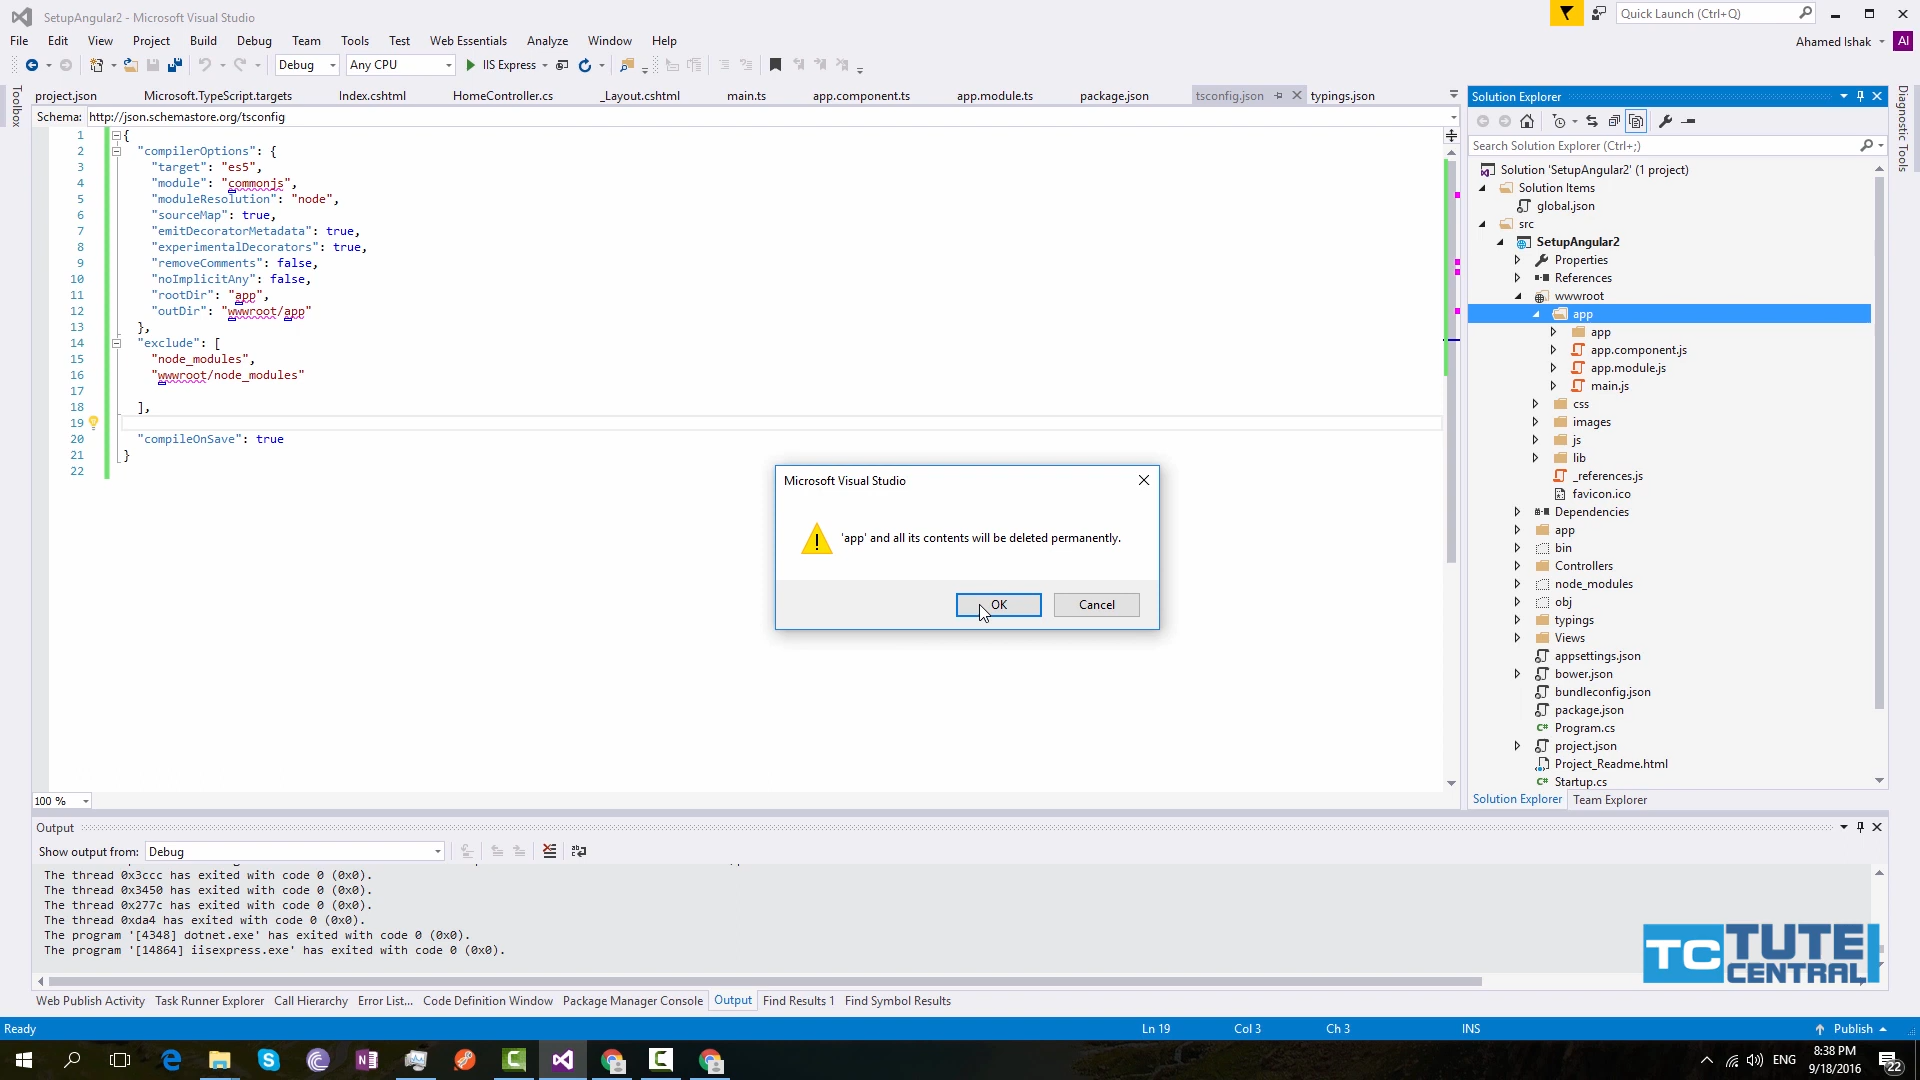 SetupAngular2 - Microsoft Visual Studio
Quick Launch (Ctrl+Q)
File Edit View Project Build Debug Team Tools Test Web Essentials Analyze Window Help
Ahamed Ishak AI
Debug Any CPU IIS Express
Toolbox
project.json Microsoft.TypeScript.targets Index.cshtml HomeController.cs _Layout.cshtml main.ts app.component.ts app.module.ts package.json tsconfig.json typings.json
Schema: http://json.schemastore.org/tsconfig
1 {
2 "compilerOptions": {
3 "target": "es5",
4 "module": "commonjs",
5 "moduleResolution": "node",
6 "sourceMap": true,
7 "emitDecoratorMetadata": true,
8 "experimentalDecorators": true,
9 "removeComments": false,
10 "noImplicitAny": false,
11 "rootDir": "app",
12 "outDir": "wwwroot/app"
13 },
14 "exclude": [
15 "node_modules",
16 "wwwroot/node_modules"
17
18 ],
19
20 "compileOnSave": true
21 }
22
100 %
Microsoft Visual Studio
!
'app' and all its contents will be deleted permanently.
OK Cancel
Solution Explorer
Search Solution Explorer (Ctrl+;)
Solution 'SetupAngular2' (1 project)
Solution Items
global.json
src
SetupAngular2
Properties
References
wwwroot
app
app
app.component.js
app.module.js
main.js
css
images
js
lib
_references.js
favicon.ico
Dependencies
app
bin
Controllers
node_modules
obj
typings
Views
appsettings.json
bower.json
bundleconfig.json
package.json
C# Program.cs
project.json
Project_Readme.html
C# Startup.cs
Solution Explorer Team Explorer
Diagnostic Tools
Output
Show output from: Debug
The thread 0x3ccc has exited with code 0 (0x0).
The thread 0x3450 has exited with code 0 (0x0).
The thread 0x277c has exited with code 0 (0x0).
The thread 0xda4 has exited with code 0 (0x0).
The program '[4348] dotnet.exe' has exited with code 0 (0x0).
The program '[14864] iisexpress.exe' has exited with code 0 (0x0).
TC TUTE CENTRAL
Web Publish Activity Task Runner Explorer Call Hierarchy Error List... Code Definition Window Package Manager Console Output Find Results 1 Find Symbol Results
Ready Ln 19 Col 3 Ch 3 INS Publish
ENG 8:38 PM
9/18/2016 22